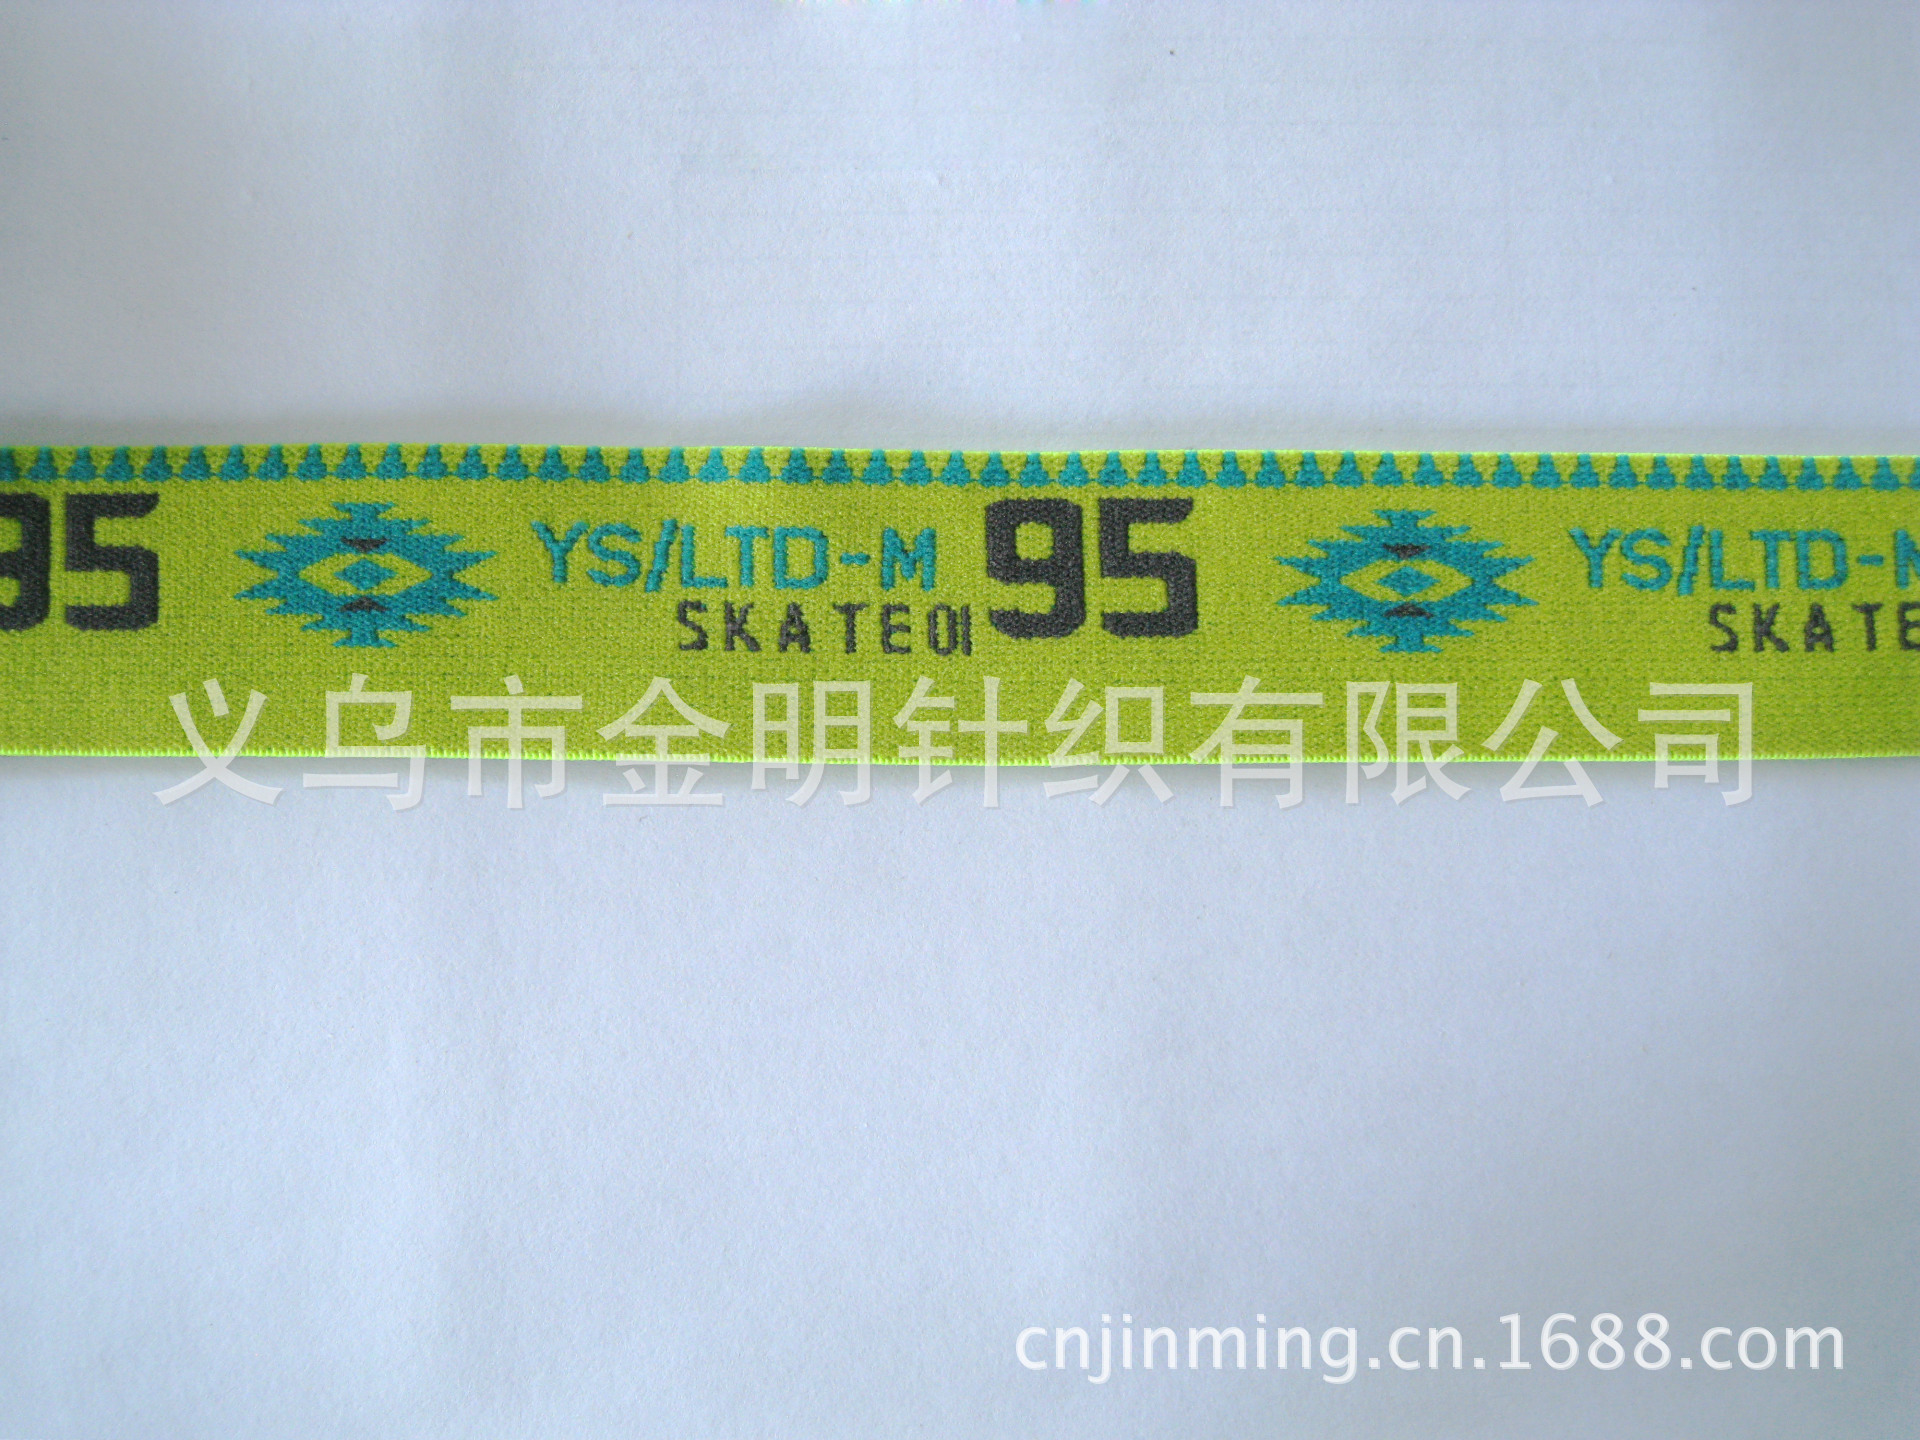 95 YS/LTD-M 95 YS/LTD-M
SKATE01 SKATE
义乌市金明针织有限公司
cnjinming.cn.1688.com